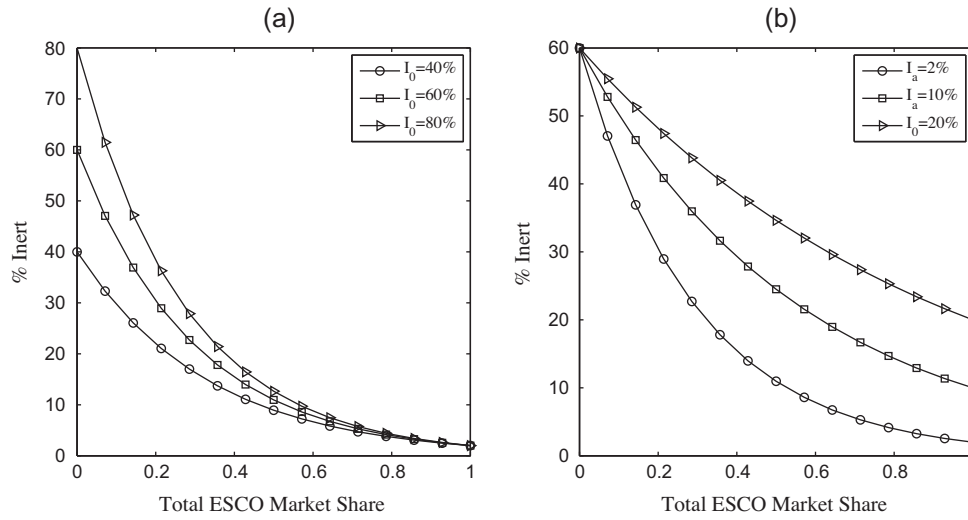 (a)
80
70
60
50
40
30
20
10
0
% Inert
I₀=40%
I₀=60%
I₀=80%
0 0.2 0.4 0.6 0.8 1
Total ESCO Market Share
(b)
60
50
40
30
20
10
0
% Inert
Iₐ=2%
Iₐ=10%
I₀=20%
0 0.2 0.4 0.6 0.8
Total ESCO Market Share